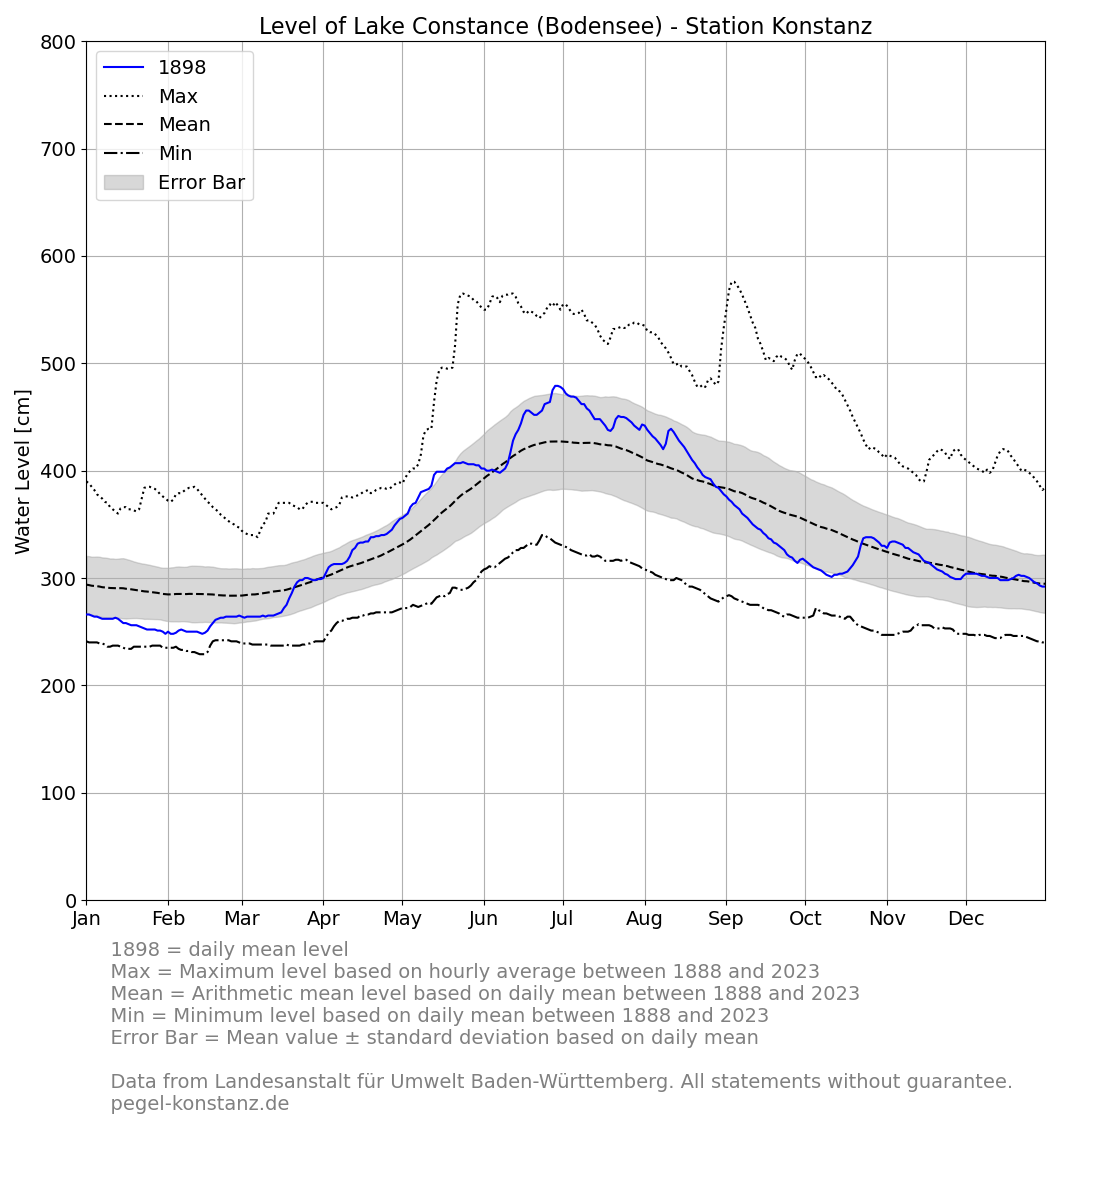 Level of Lake Constance (Bodensee) - Station Konstanz
800
700
600
500
400
300
200
100
0
Water Level [cm]
1898
Max
Mean
Min
Error Bar
Jan Feb Mar Apr May Jun Jul Aug Sep Oct Nov Dec
1898 = daily mean level
Max = Maximum level based on hourly average between 1888 and 2023
Mean = Arithmetic mean level based on daily mean between 1888 and 2023
Min = Minimum level based on daily mean between 1888 and 2023
Error Bar = Mean value ± standard deviation based on daily mean
Data from Landesanstalt für Umwelt Baden-Württemberg. All statements without guarantee.
pegel-konstanz.de